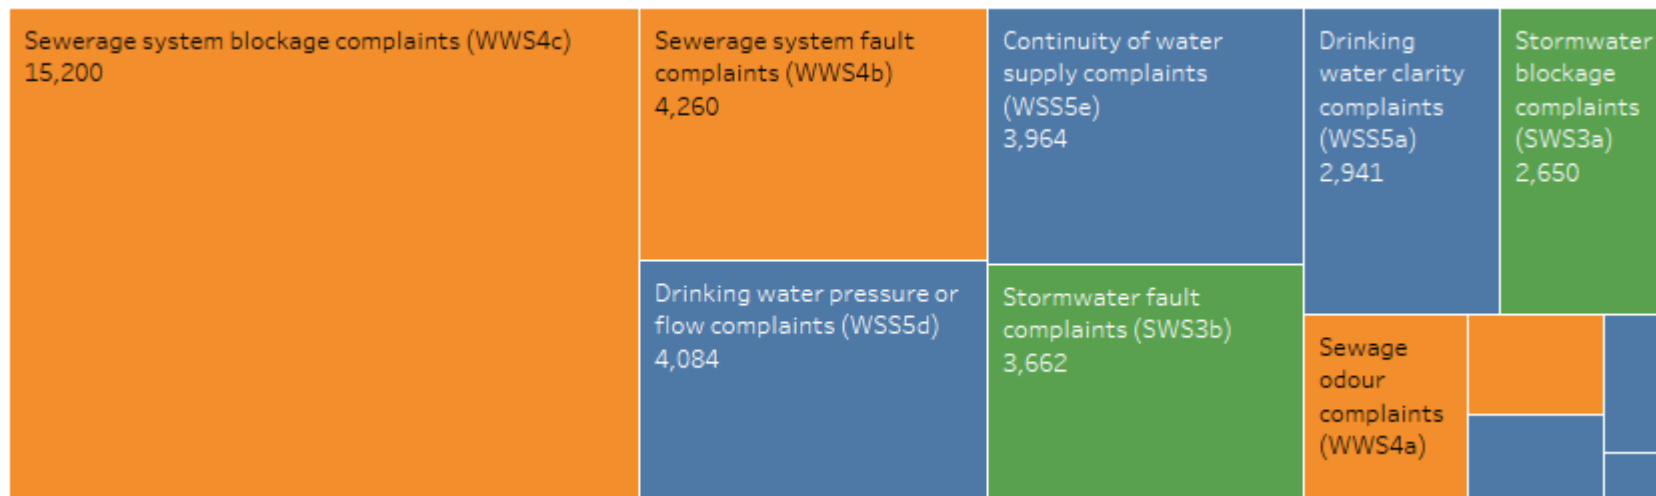 Sewerage system blockage complaints (WWS4c)
15,200
Sewerage system fault
complaints (WWS4b)
4,260
Drinking water pressure or
flow complaints (WSS5d)
4,084
Continuity of water
supply complaints
(WSS5e)
3,964
Stormwater fault
complaints (SWS3b)
3,662
Drinking
water clarity
complaints
(WSS5a)
2,941
Stormwater
blockage
complaints
(SWS3a)
2,650
Sewage
odour
complaints
(WWS4a)